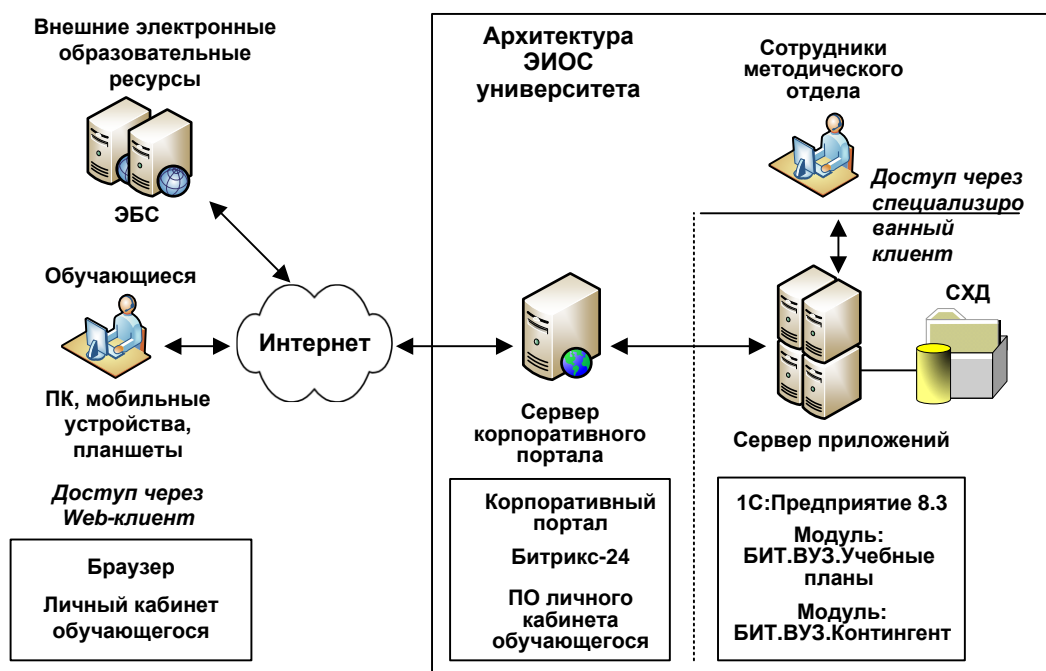 Внешние электронные
образовательные
ресурсы
ЭБС
Обучающиеся
ПК, мобильные
устройства,
планшеты
Доступ через
Web-клиент
Браузер
Личный кабинет
обучающегося
Интернет
Архитектура
ЭИОС
университета
Сервер
корпоративного
портала
Корпоративный
портал
Битрикс-24
ПО личного
кабинета
обучающегося
Сотрудники
методического
отдела
Доступ через
специализиро
ванный
клиент
СХД
Сервер приложений
1С:Предприятие 8.3
Модуль:
БИТ.ВУЗ.Учебные
планы
Модуль:
БИТ.ВУЗ.Контингент